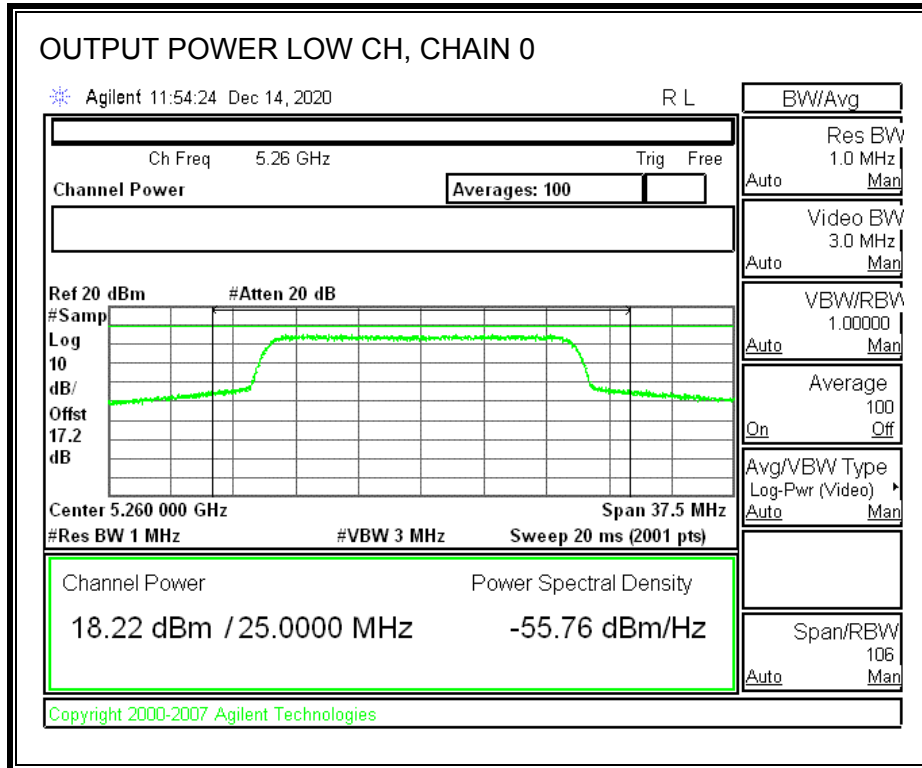 OUTPUT POWER LOW CH, CHAIN 0
Agilent 11:54:24 Dec 14, 2020 R L
Ch Freq 5.26 GHz Trig Free
Channel Power Averages: 100
Ref 20 dBm #Atten 20 dB
#Samp
Log
10
dB/
Offst
17.2
dB
Center 5.260 000 GHz Span 37.5 MHz
#Res BW 1 MHz #VBW 3 MHz Sweep 20 ms (2001 pts)
Channel Power Power Spectral Density
18.22 dBm / 25.0000 MHz -55.76 dBm/Hz
Copyright 2000-2007 Agilent Technologies
BW/Avg
Res BW
1.0 MHz
Auto Man
Video BW
3.0 MHz
Auto Man
VBW/RBW
1.00000
Auto Man
Average
100
On Off
Avg/VBW Type
Log-Pwr (Video)
Auto Man
Span/RBW
106
Auto Man